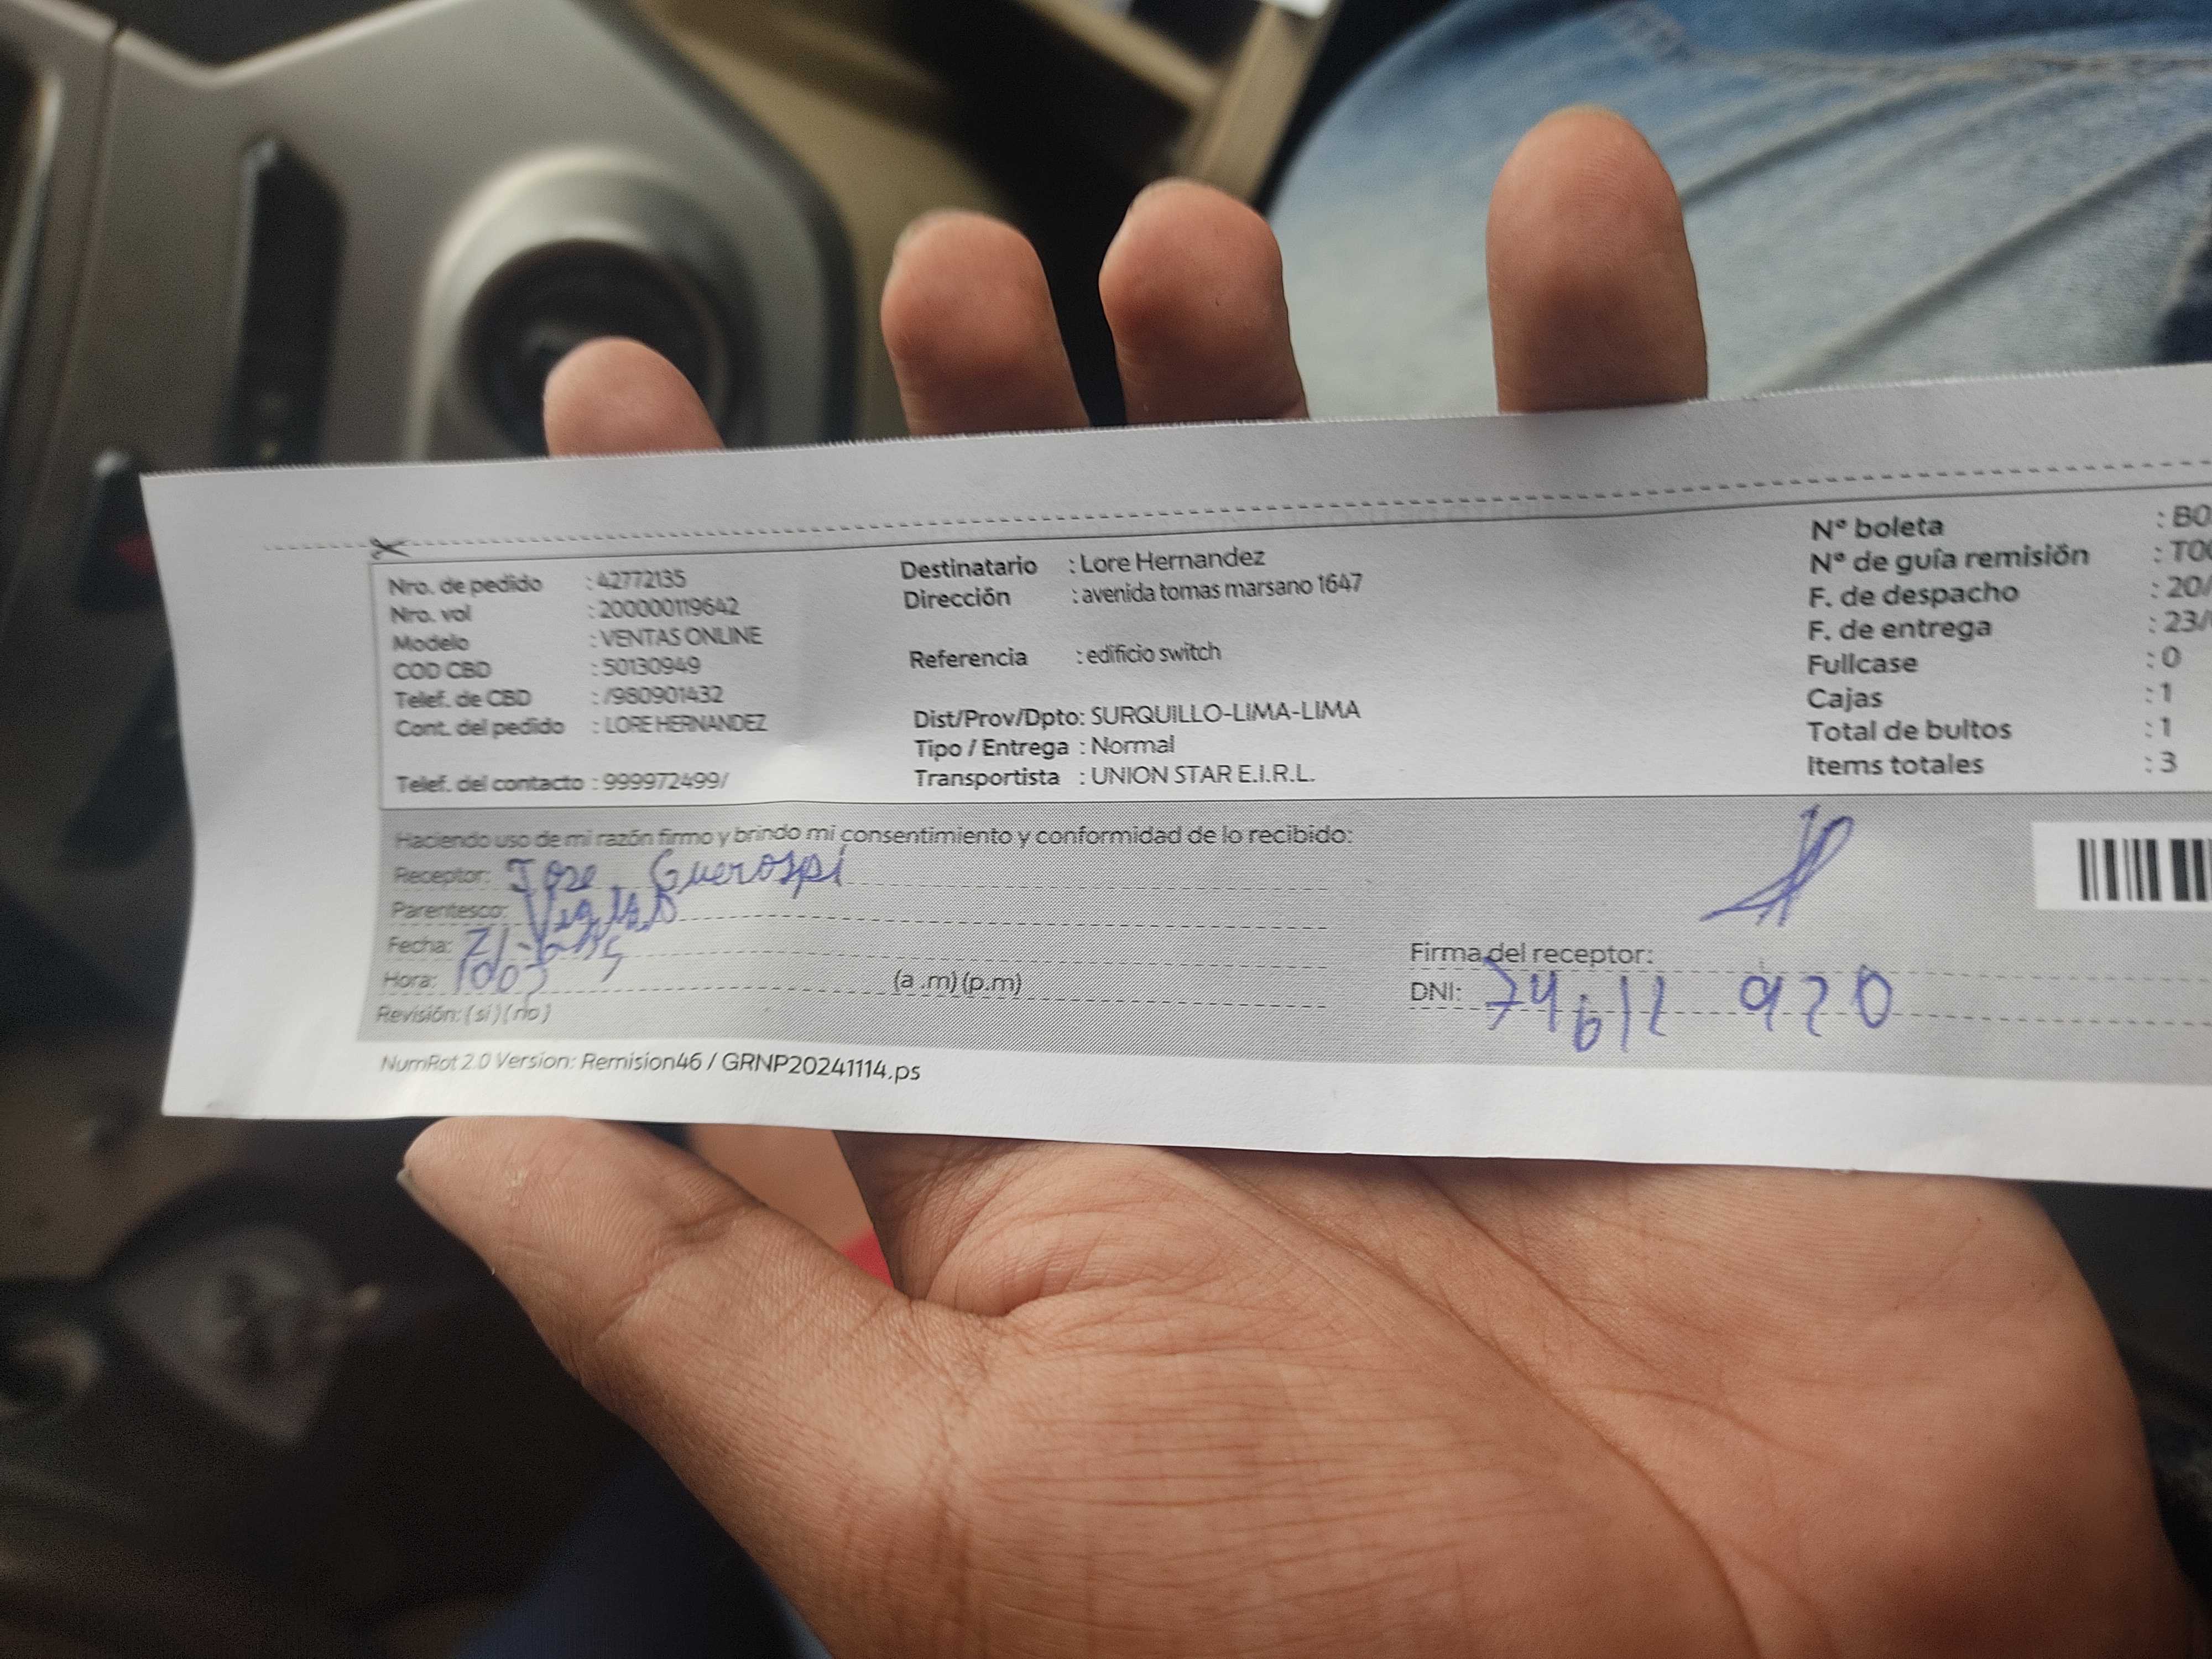 Nro. de pedido : 42772135
Nro. vol : 200000119642
Modelo : VENTAS ONLINE
COD CBD : 50130949
Telef. de CBD : /980901432
Cont. del pedido : LORE HERNANDEZ
Telef. del contacto : 999972499/
Destinatario : Lore Hernandez
Dirección : avenida tomas marsano 1647
Referencia : edificio switch
Dist/Prov/Dpto: SURQUILLO-LIMA-LIMA
Tipo / Entrega : Normal
Transportista : UNION STAR E.I.R.L.
N° boleta : B0
N° de guía remisión : T00
F. de despacho : 20/
F. de entrega : 23/
Fullcase : 0
Cajas : 1
Total de bultos : 1
Items totales : 3
Haciendo uso de mi razón firmo y brindo mi consentimiento y conformidad de lo recibido:
Receptor: Jose
Parentesco:
Fecha:
Hora: (a .m) (p.m)
Revisión: ( si ) ( no )
Firma del receptor:
DNI: 74612 920
NumRot 2.0 Version: Remision46 / GRNP20241114.ps